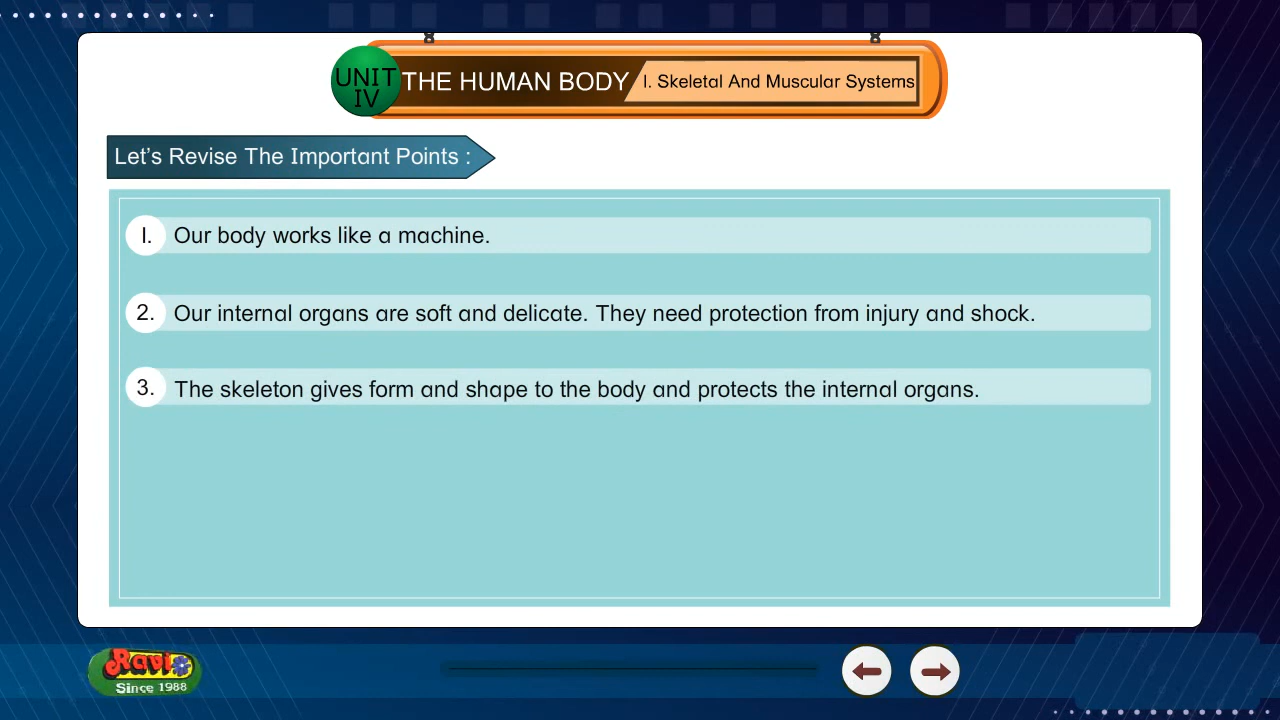 UNIT
IV
THE HUMAN BODY
1. Skeletal And Muscular Systems
Let's Revise The Important Points :
1. Our body works like a machine.
2. Our internal organs are soft and delicate. They need protection from injury and shock.
3. The skeleton gives form and shape to the body and protects the internal organs.
Ravi
Since 1988